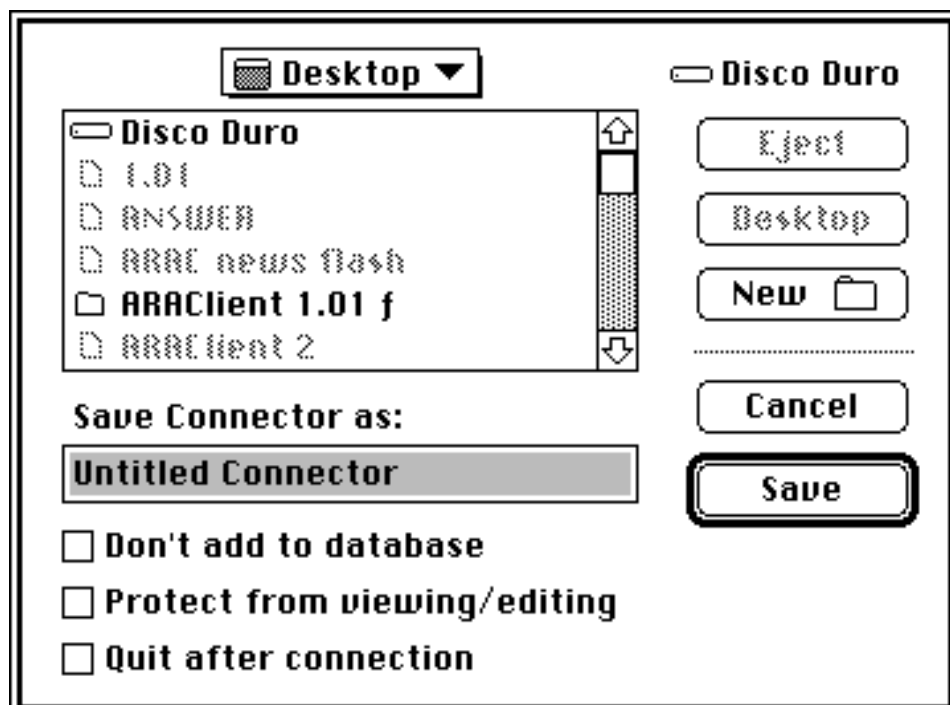 Desktop
Disco Duro
Disco Duro
1.01
ANSWER
ARAC news flash
ARAClient 1.01 ƒ
ARAClient 2
Eject
Desktop
New
Save Connector as:
Untitled Connector
Cancel
Save
Don't add to database
Protect from viewing/editing
Quit after connection